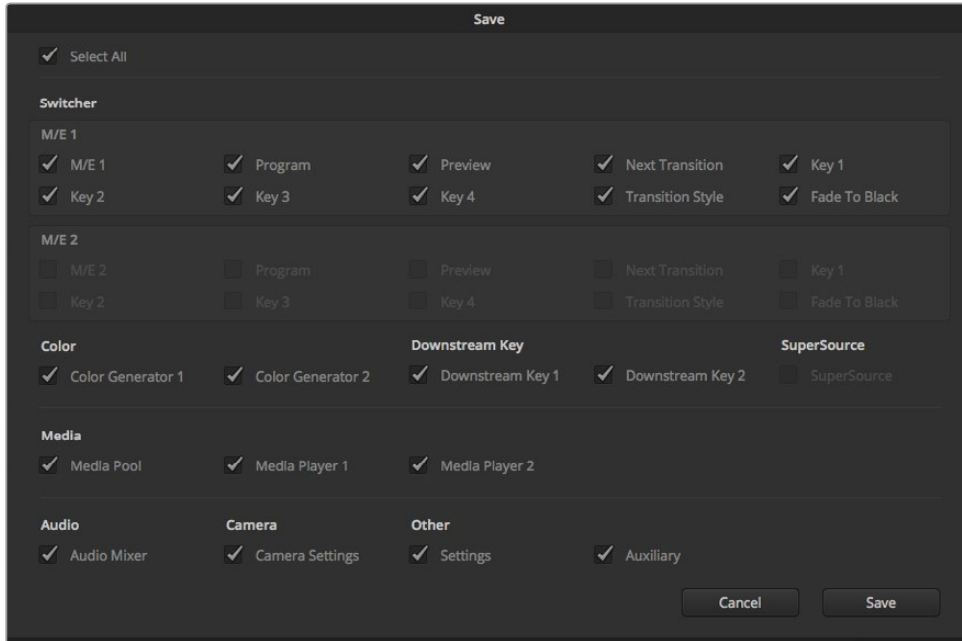 Save
Select All
Switcher
M/E 1
M/E 1 Program Preview Next Transition Key 1
Key 2 Key 3 Key 4 Transition Style Fade To Black
M/E 2
M/E 2 Program Preview Next Transition Key 1
Key 2 Key 3 Key 4 Transition Style Fade To Black
Color Downstream Key SuperSource
Color Generator 1 Color Generator 2 Downstream Key 1 Downstream Key 2 SuperSource
Media
Media Pool Media Player 1 Media Player 2
Audio Camera Other
Audio Mixer Camera Settings Settings Auxiliary
Cancel Save